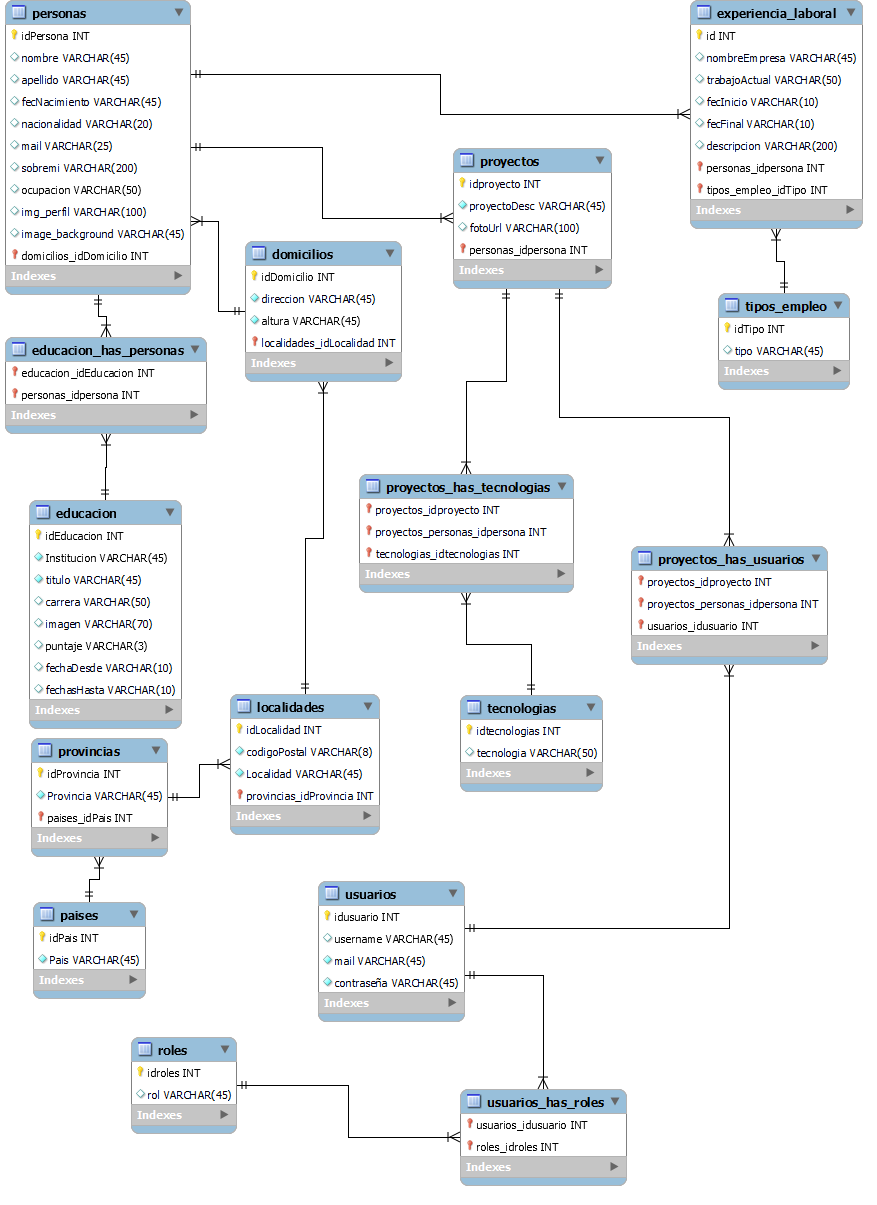 personas
idPersona INT
nombre VARCHAR(45)
apellido VARCHAR(45)
fecNacimiento VARCHAR(45)
nacionalidad VARCHAR(20)
mail VARCHAR(25)
sobremi VARCHAR(200)
ocupacion VARCHAR(50)
img_perfil VARCHAR(100)
image_background VARCHAR(45)
domicilios_idDomicilio INT
Indexes
experiencia_laboral
id INT
nombreEmpresa VARCHAR(45)
trabajoActual VARCHAR(50)
fecInicio VARCHAR(10)
fecFinal VARCHAR(10)
descripcion VARCHAR(200)
personas_idpersona INT
tipos_empleo_idTipo INT
Indexes
proyectos
idproyecto INT
proyectoDesc VARCHAR(45)
fotoUrl VARCHAR(100)
personas_idpersona INT
Indexes
domicilios
idDomicilio INT
direccion VARCHAR(45)
altura VARCHAR(45)
localidades_idLocalidad INT
Indexes
tipos_empleo
idTipo INT
tipo VARCHAR(45)
Indexes
educacion_has_personas
educacion_idEducacion INT
personas_idpersona INT
Indexes
educacion
idEducacion INT
Institucion VARCHAR(45)
titulo VARCHAR(45)
carrera VARCHAR(50)
imagen VARCHAR(70)
puntaje VARCHAR(3)
fechaDesde VARCHAR(10)
fechasHasta VARCHAR(10)
Indexes
proyectos_has_tecnologias
proyectos_idproyecto INT
proyectos_personas_idpersona INT
tecnologias_idtecnologias INT
Indexes
proyectos_has_usuarios
proyectos_idproyecto INT
proyectos_personas_idpersona INT
usuarios_idusuario INT
Indexes
localidades
idLocalidad INT
codigoPostal VARCHAR(8)
Localidad VARCHAR(45)
provincias_idProvincia INT
Indexes
tecnologias
idtecnologias INT
tecnologia VARCHAR(50)
Indexes
provincias
idProvincia INT
Provincia VARCHAR(45)
paises_idPais INT
Indexes
paises
idPais INT
Pais VARCHAR(45)
Indexes
usuarios
idusuario INT
username VARCHAR(45)
mail VARCHAR(45)
contraseña VARCHAR(45)
Indexes
roles
idroles INT
rol VARCHAR(45)
Indexes
usuarios_has_roles
usuarios_idusuario INT
roles_idroles INT
Indexes